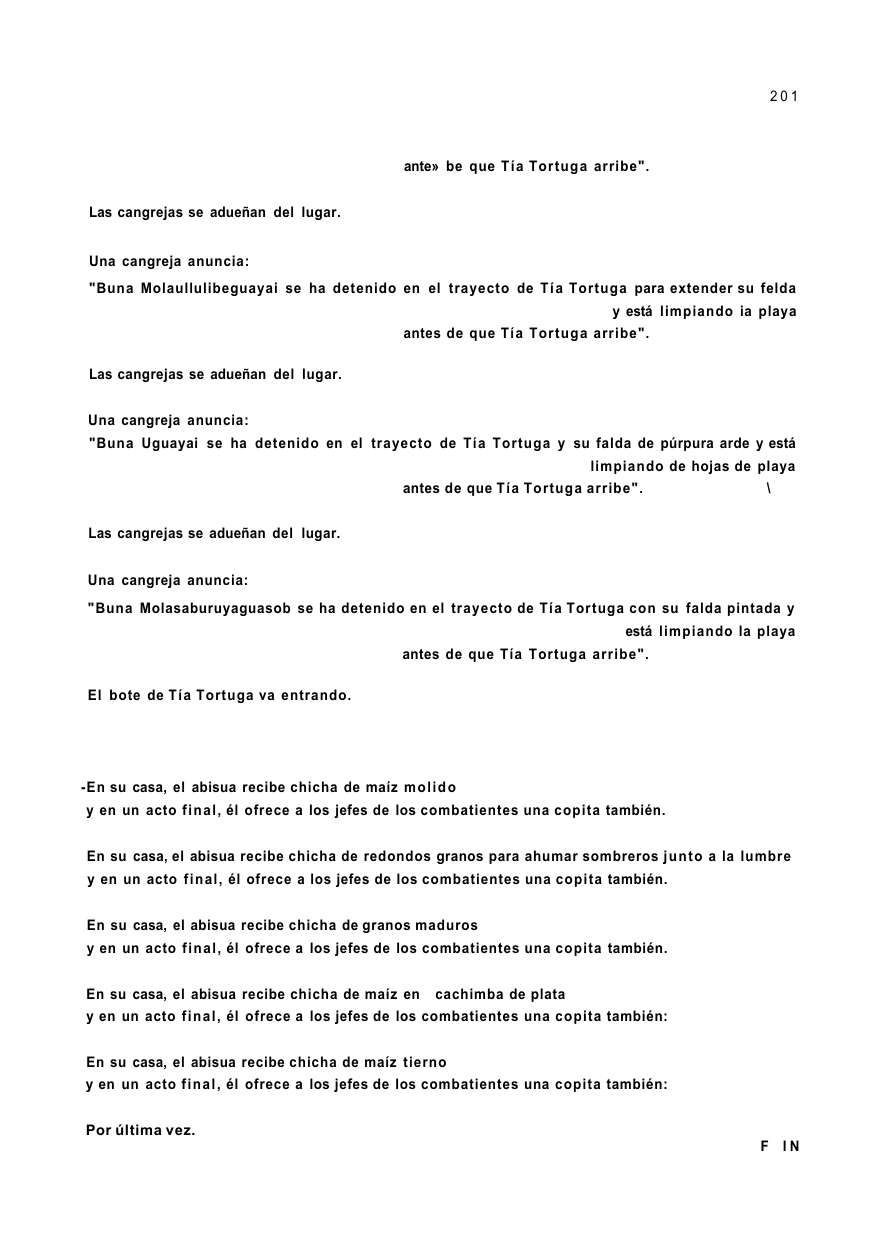 201
ante» be que Tía Tortuga arribe".
Las cangrejas se adueñan del lugar.
Una cangreja anuncia:
"Buna Molaullulibeguayai se ha detenido en el trayecto de Tía Tortuga para extender su felda
y está limpiando ia playa
antes de que Tía Tortuga arribe".
Las cangrejas se adueñan del lugar.
Una cangreja anuncia:
"Buna Uguayai se ha detenido en el trayecto de Tía Tortuga y su falda de púrpura arde y está
limpiando de hojas de playa
antes de que Tía Tortuga arribe". \
Las cangrejas se adueñan del lugar.
Una cangreja anuncia:
"Buna Molasaburuyaguasob se ha detenido en el trayecto de Tía Tortuga con su falda pintada y
está limpiando la playa
antes de que Tía Tortuga arribe".
El bote de Tía Tortuga va entrando.
-En su casa, el abisua recibe chicha de maíz molido
y en un acto final, él ofrece a los jefes de los combatientes una copita también.
En su casa, el abisua recibe chicha de redondos granos para ahumar sombreros junto a la lumbre
y en un acto final, él ofrece a los jefes de los combatientes una copita también.
En su casa, el abisua recibe chicha de granos maduros
y en un acto final, él ofrece a los jefes de los combatientes una copita también.
En su casa, el abisua recibe chicha de maíz en cachimba de plata
y en un acto final, él ofrece a los jefes de los combatientes una copita también:
En su casa, el abisua recibe chicha de maíz tierno
y en un acto final, él ofrece a los jefes de los combatientes una copita también:
Por última vez.
F IN